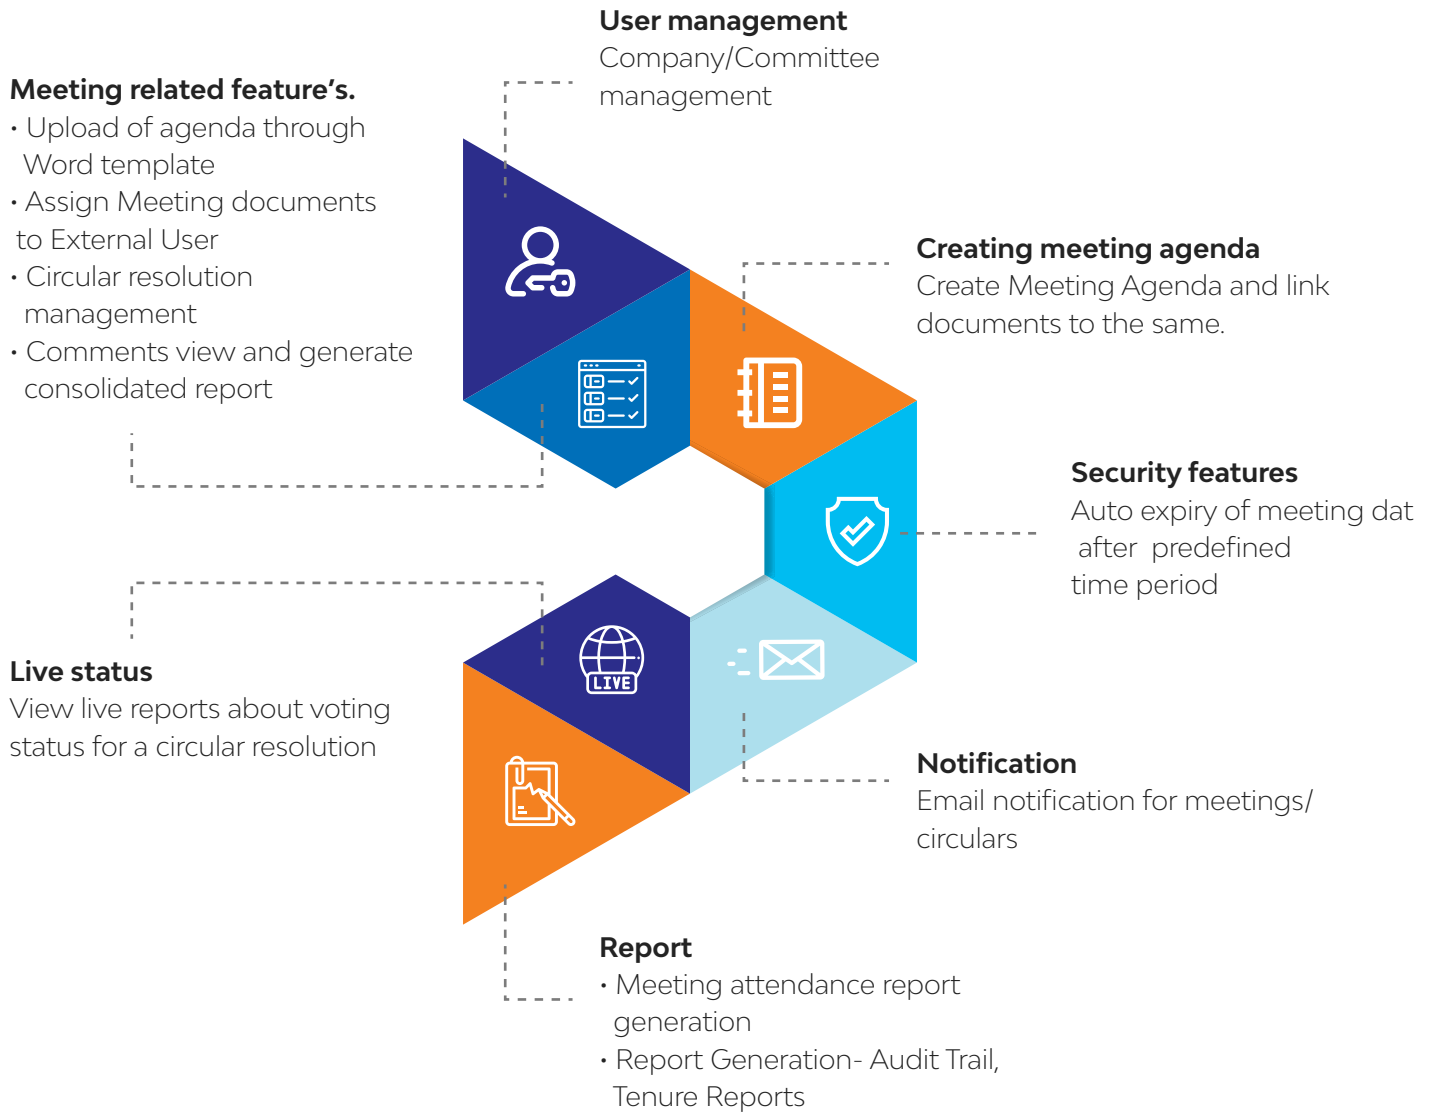 User management
Company/Committee
management
Meeting related feature's.
• Upload of agenda through
Word template
• Assign Meeting documents
to External User
• Circular resolution
management
• Comments view and generate
consolidated report
Creating meeting agenda
Create Meeting Agenda and link
documents to the same.
Security features
Auto expiry of meeting dat
after predefined
time period
LIVE
Live status
View live reports about voting
status for a circular resolution
Notification
Email notification for meetings/
circulars
Report
• Meeting attendance report
generation
• Report Generation- Audit Trail,
Tenure Reports